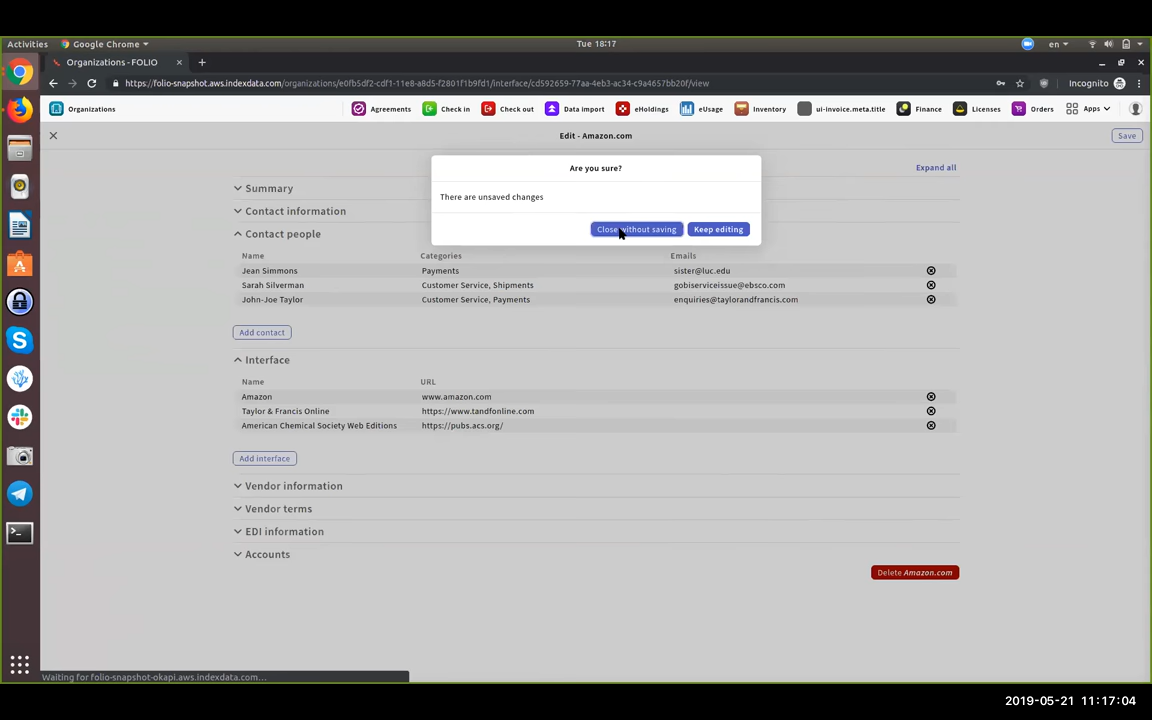 Activities Google Chrome Tue 18:17 en
Organizations - FOLIO
https://folio-snapshot.aws.indexdata.com/organizations/e0fb5df2-cdf1-11e8-a8d5-f2801f1b9fd1/interface/cd592659-77aa-4eb3-ac34-c9a4657bb20f/view Incognito
Organizations Agreements Check in Check out Data import eHoldings eUsage Inventory ui-invoice.meta.title Finance Licenses Orders Apps
Edit - Amazon.com Save
Are you sure?
Expand all
Summary
There are unsaved changes
Contact information
Close without saving Keep editing
Contact people
Name Categories Emails
Jean Simmons Payments sister@luc.edu
Sarah Silverman Customer Service, Shipments gobiserviceissue@ebsco.com
John-Joe Taylor Customer Service, Payments enquiries@taylorandfrancis.com
Add contact
Interface
Name URL
Amazon www.amazon.com
Taylor & Francis Online https://www.tandfonline.com
American Chemical Society Web Editions https://pubs.acs.org/
Add interface
Vendor information
Vendor terms
EDI information
Accounts
Delete Amazon.com
Waiting for folio-snapshot-okapi.aws.indexdata.com...
2019-05-21 11:17:04